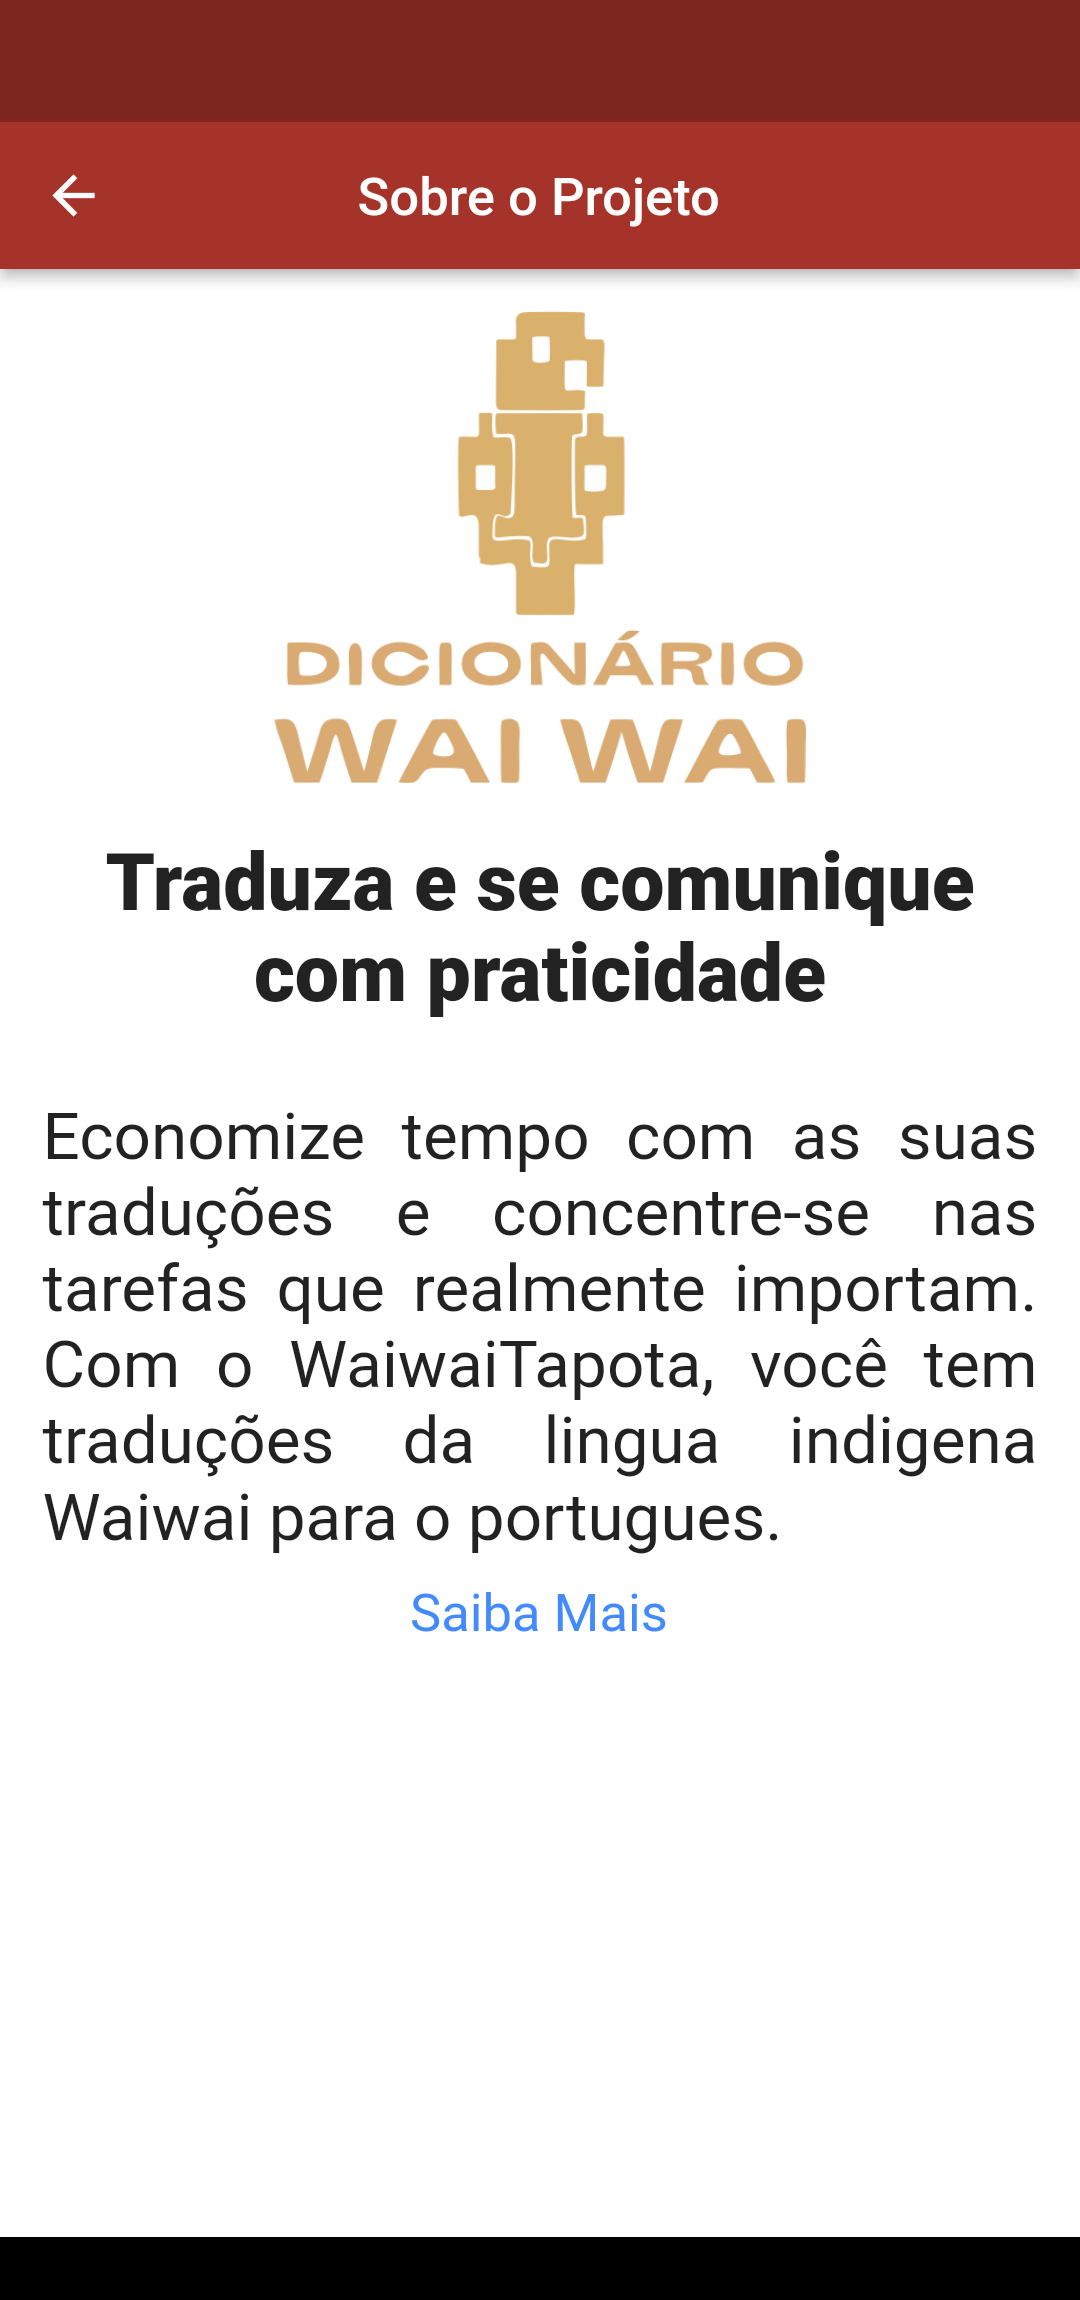 Sobre o Projeto
DICIONÁRIO
WAI WAI
Traduza e se comunique
com praticidade
Economize tempo com as suas
traduções e concentre-se nas
tarefas que realmente importam.
Com o WaiwaiTapota, você tem
traduções da lingua indigena
Waiwai para o portugues.
Saiba Mais